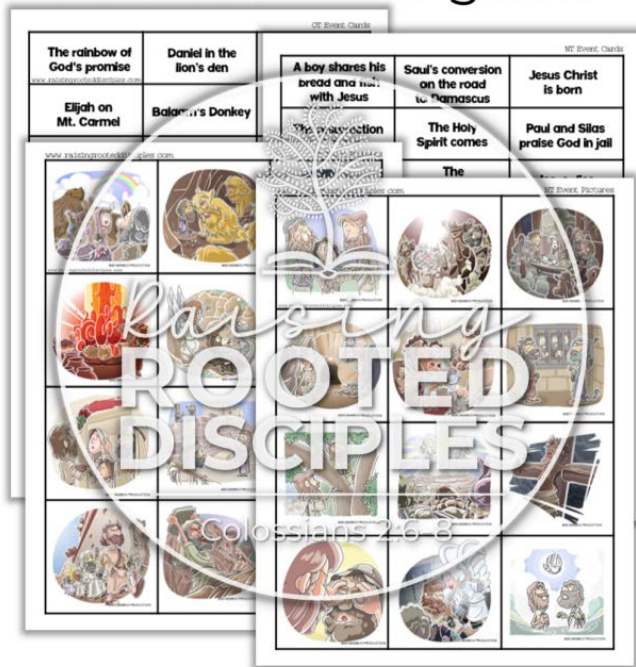 OT Event Cards
The rainbow of
God's promise
Daniel in the
lion's den
www.raisingrooteddisciples.com
Elijah on
Mt. Carmel
Balaam's Donkey
NT Event Cards
A boy shares his
bread and fish
with Jesus
Saul's conversion
on the road
to Damascus
Jesus Christ
is born
The Holy
Spirit comes
Paul and Silas
praise God in jail
The
www.raisingrooteddisciples.com
NT Event Pictures
Raising
ROOTED
DISCIPLES
Colossians 2:6-8